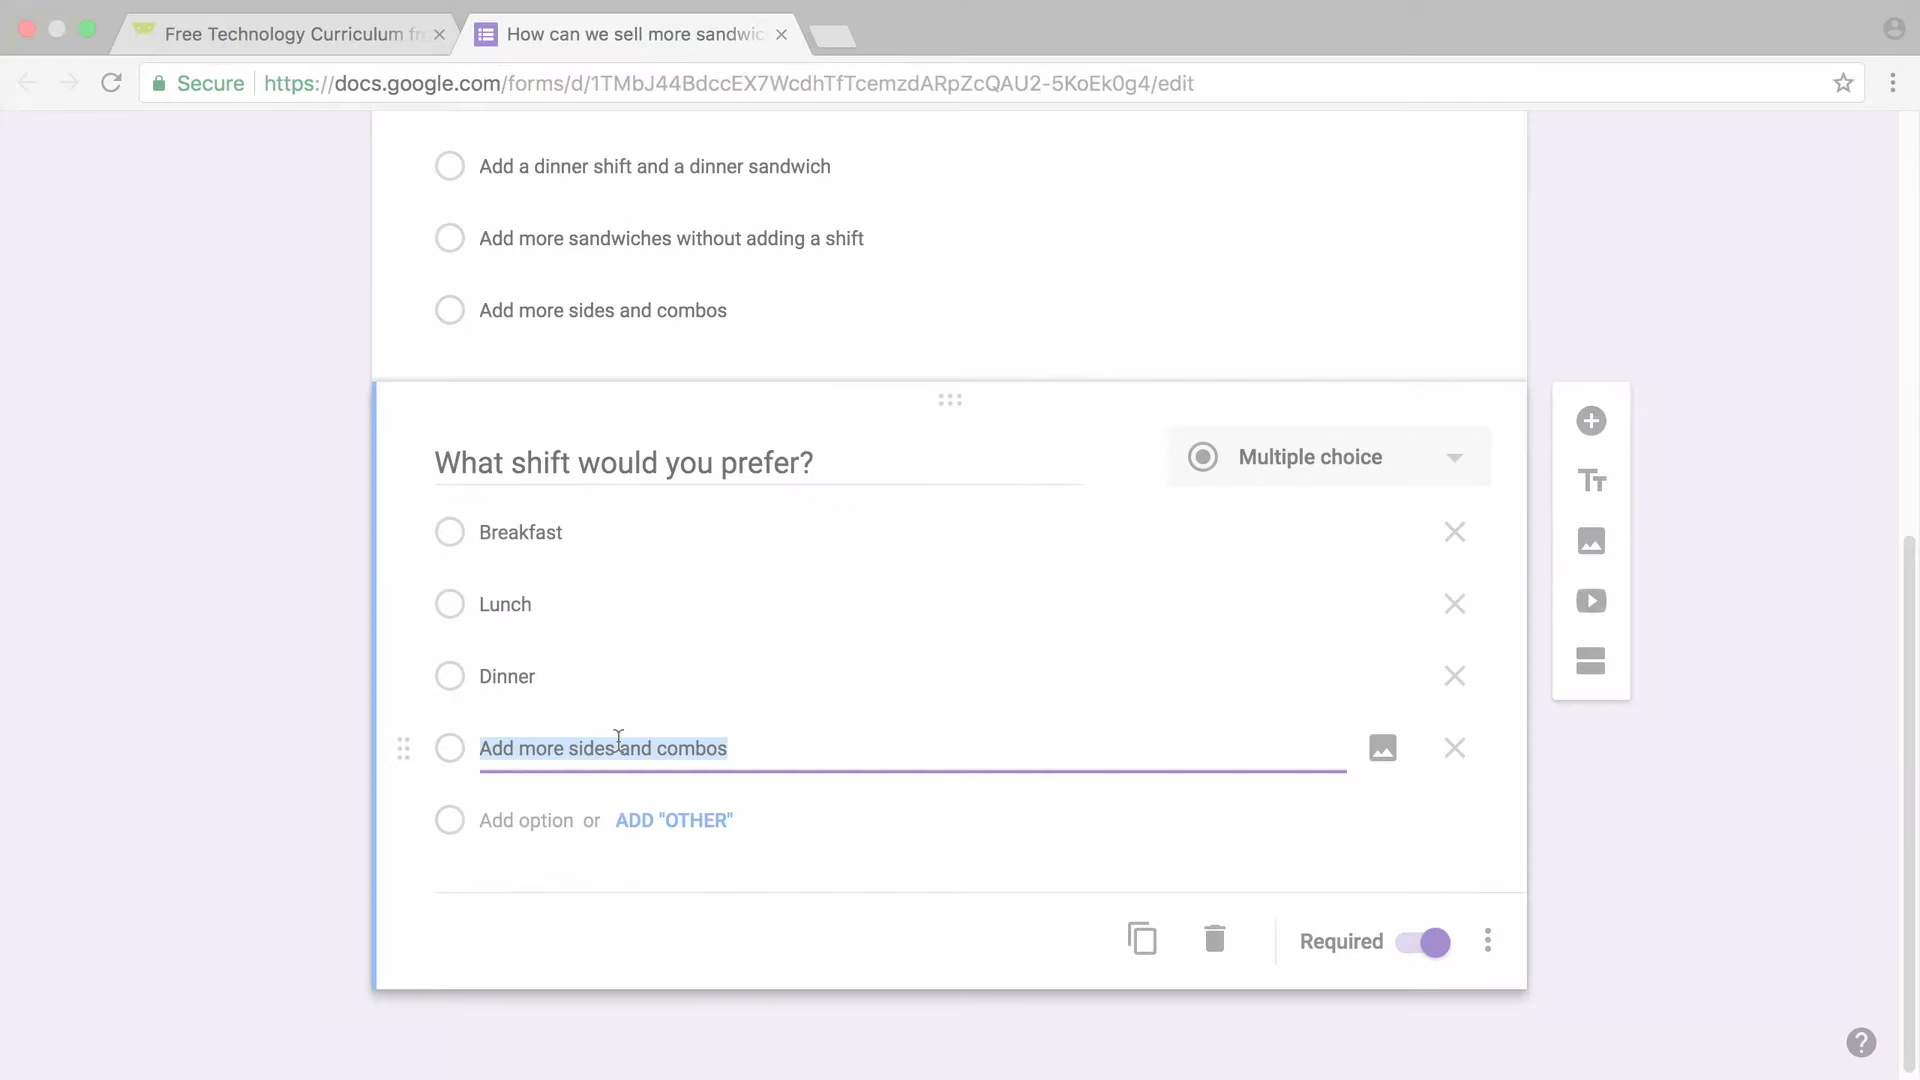 Free Technology Curriculum fr
How can we sell more sandwic
Secure
https://docs.google.com/forms/d/1TMbJ44BdccEX7WcdhTfTcemzdARpZcQAU2-5KoEk0g4/edit
Add a dinner shift and a dinner sandwich
Add more sandwiches without adding a shift
Add more sides and combos
What shift would you prefer?
Multiple choice
Breakfast
Lunch
Dinner
Add more sides and combos
Add option or ADD "OTHER"
Required